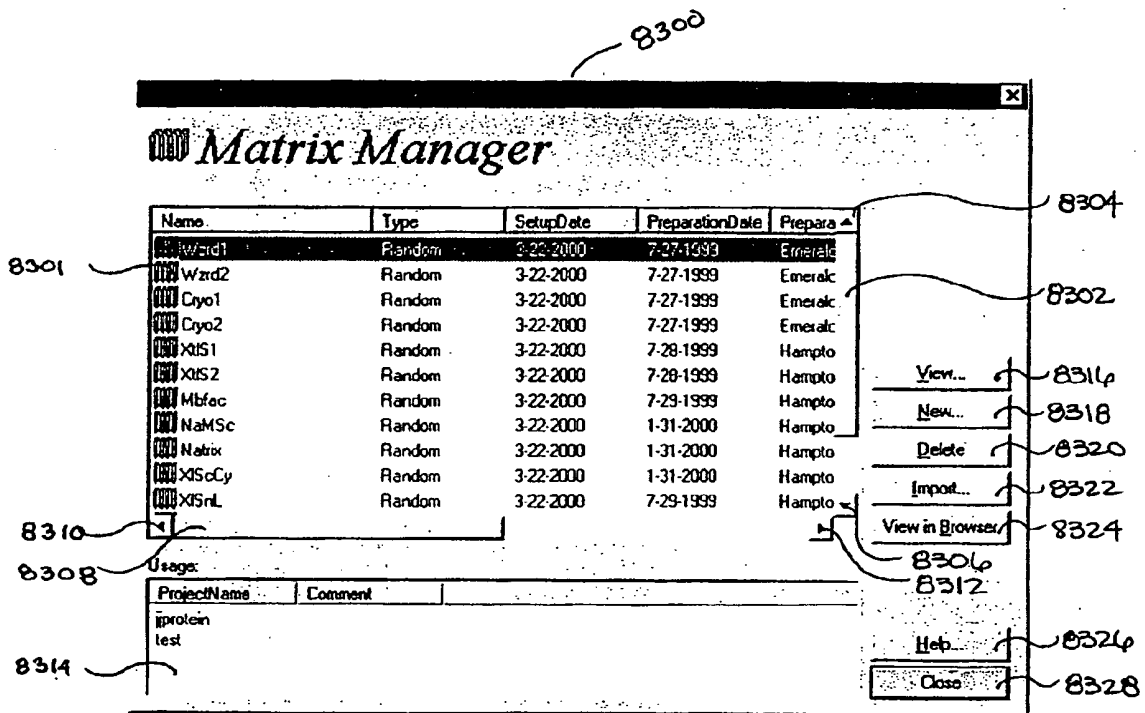 8300
Matrix Manager
Name Type SetupDate PreparationDate Prepara
8304
Wzrd1 Random 3-22-2000 7-27-1999 Emeralc
8301
Wzrd2 Random 3-22-2000 7-27-1999 Emeralc
8302
Cryo1 Random 3-22-2000 7-27-1999 Emeralc
Cryo2 Random 3-22-2000 7-27-1999 Emeralc
XtlS1 Random 3-22-2000 7-28-1999 Hampto
XtlS2 Random 3-22-2000 7-28-1999 Hampto
View... 8316
Mbfac Random 3-22-2000 7-29-1999 Hampto
New... 8318
NaMSc Random 3-22-2000 1-31-2000 Hampto
Natrix Random 3-22-2000 1-31-2000 Hampto
Delete 8320
XlScCy Random 3-22-2000 1-31-2000 Hampto
Import... 8322
XlSnL Random 3-22-2000 7-29-1999 Hampto
View in Browser 8324
8310
8306
8308
8312
Usage:
ProjectName Comment
jjprotein
test
Help... 8326
8314
Close 8328